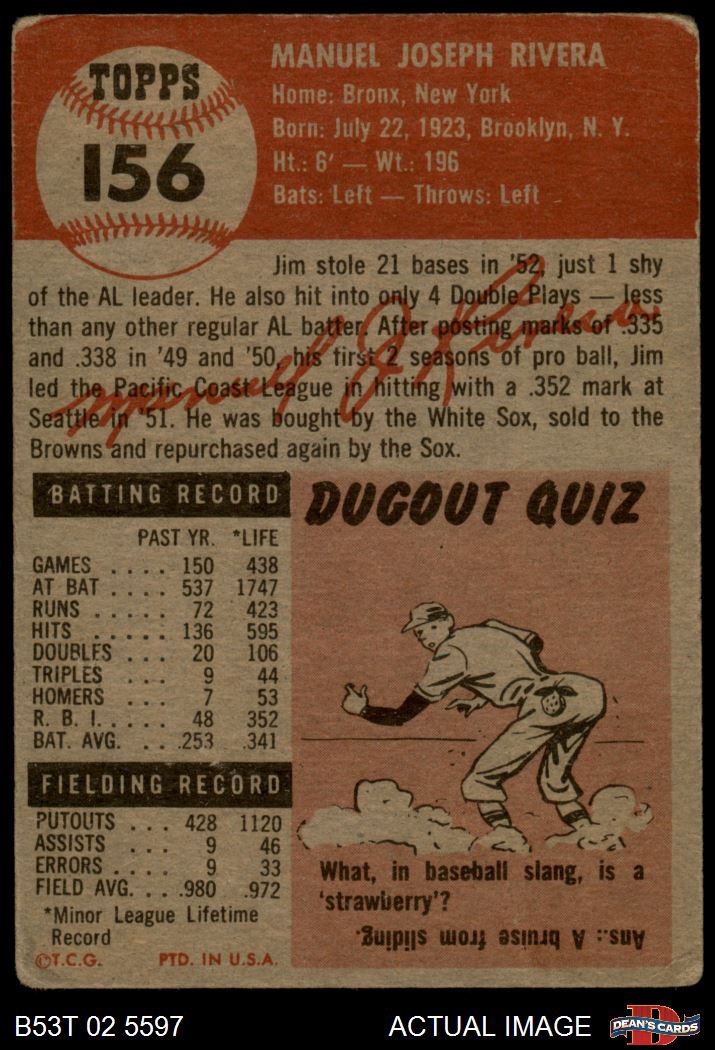 TOPPS
156
MANUEL JOSEPH RIVERA
Home: Bronx, New York
Born: July 22, 1923, Brooklyn, N. Y.
Ht.: 6' — Wt.: 196
Bats: Left — Throws: Left
Jim stole 21 bases in '52, just 1 shy
of the AL leader. He also hit into only 4 Double Plays — less
than any other regular AL batter. After posting marks of .335
and .338 in '49 and '50, his first 2 seasons of pro ball, Jim
led the Pacific Coast League in hitting with a .352 mark at
Seattle in '51. He was bought by the White Sox, sold to the
Browns and repurchased again by the Sox.
Manuel J Rivera
BATTING RECORD
PAST YR. *LIFE
GAMES .... 150 438
AT BAT .... 537 1747
RUNS ..... 72 423
HITS ..... 136 595
DOUBLES ... 20 106
TRIPLES ... 9 44
HOMERS ... 7 53
R. B. I. .... 48 352
BAT. AVG. .. .253 .341
FIELDING RECORD
PUTOUTS ... 428 1120
ASSISTS ... 9 46
ERRORS .... 9 33
FIELD AVG. .. .980 .972
*Minor League Lifetime
Record
©T.C.G. PTD. IN U.S.A.
DUGOUT QUIZ
What, in baseball slang, is a
'strawberry'?
Ans.: A bruise from sliding.
B53T 02 5597 ACTUAL IMAGE DEAN'S CARDS